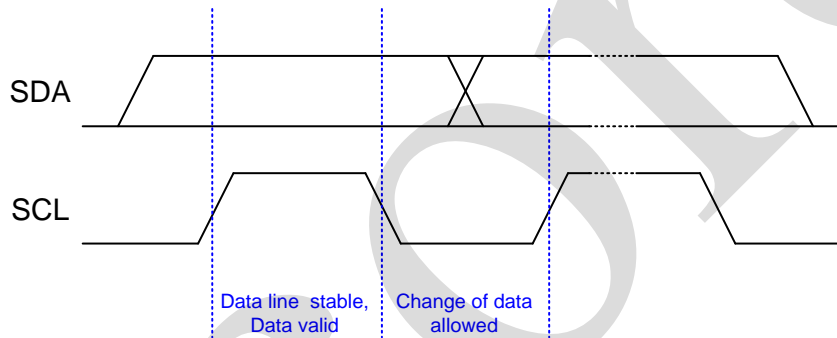 SDA
SCL
Data line stable,
Data valid
Change of data
allowed